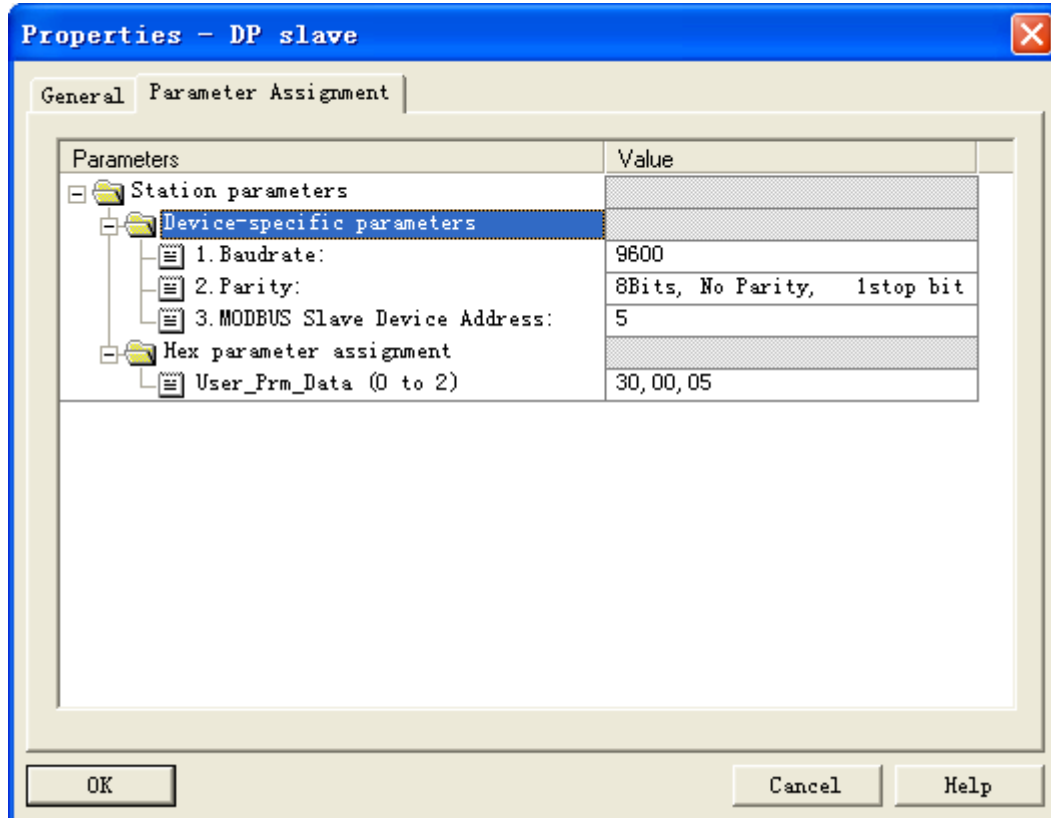 Properties - DP slave
General Parameter Assignment
Parameters Value
Station parameters
Device-specific parameters
1.Baudrate: 9600
2.Parity: 8Bits, No Parity, 1stop bit
3.MODBUS Slave Device Address: 5
Hex parameter assignment
User_Prm_Data (0 to 2) 30,00,05
OK Cancel Help